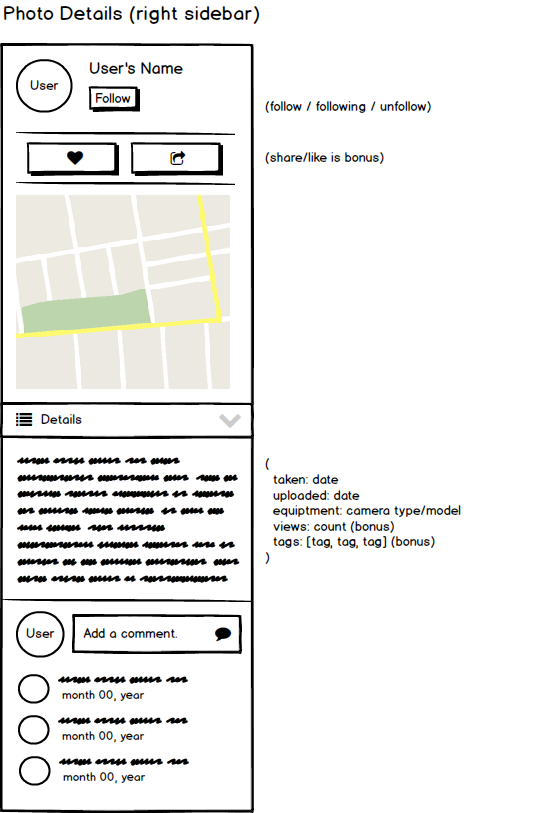 Photo Details (right sidebar)
User
User's Name
Follow
(follow / following / unfollow)
(share/like is bonus)
Details
(
taken: date
uploaded: date
equiptment: camera type/model
views: count (bonus)
tags: [tag, tag, tag] (bonus)
)
User
Add a comment.
month 00, year
month 00, year
month 00, year